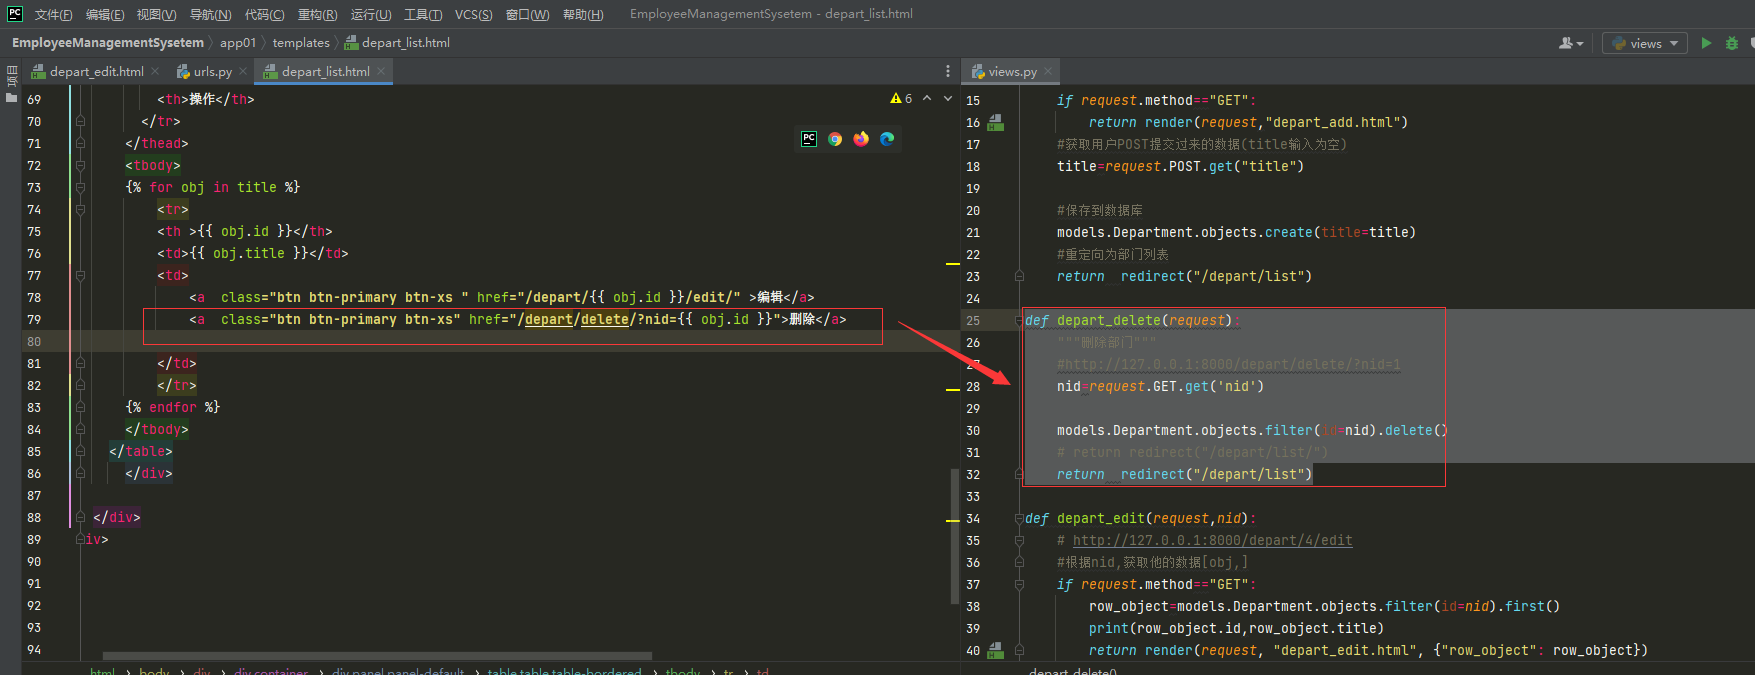 PC 文件(F) 编辑(E) 视图(V) 导航(N) 代码(C) 重构(R) 运行(U) 工具(T) VCS(S) 窗口(W) 帮助(H) EmployeeManagementSysetem - depart_list.html
EmployeeManagementSysetem app01 templates depart_list.html views
项目
depart_edit.html urls.py depart_list.html
views.py
69 <th>操作</th>
6
70 </tr>
71 </thead>
72 <tbody>
73 {% for obj in title %}
74 <tr>
75 <th >{{ obj.id }}</th>
76 <td>{{ obj.title }}</td>
77 <td>
78 <a  class="btn btn-primary btn-xs " href="/depart/{{ obj.id }}/edit/" >编辑</a>
79 <a  class="btn btn-primary btn-xs" href="/depart/delete/?nid={{ obj.id }}">删除</a>
80
81 </td>
82 </tr>
83 {% endfor %}
84 </tbody>
85 </table>
86 </div>
87
88 </div>
89 iv>
90
91
92
93
94
html body div div.container div.panel.panel-default table.table.table-bordered tbody tr td
15 if request.method=="GET":
16 return render(request,"depart_add.html")
17 #获取用户POST提交过来的数据(title输入为空)
18 title=request.POST.get("title")
19
20 #保存到数据库
21 models.Department.objects.create(title=title)
22 #重定向为部门列表
23 return  redirect("/depart/list")
24
25 def depart_delete(request):
26 """删除部门"""
27 #http://127.0.0.1:8000/depart/delete/?nid=1
28 nid=request.GET.get('nid')
29
30 models.Department.objects.filter(id=nid).delete()
31 # return redirect("/depart/list/")
32 return  redirect("/depart/list")
33
34 def depart_edit(request,nid):
35 # http://127.0.0.1:8000/depart/4/edit
36 #根据nid,获取他的数据[obj,]
37 if request.method=="GET":
38 row_object=models.Department.objects.filter(id=nid).first()
39 print(row_object.id,row_object.title)
40 return render(request, "depart_edit.html", {"row_object": row_object})
depart_delete()